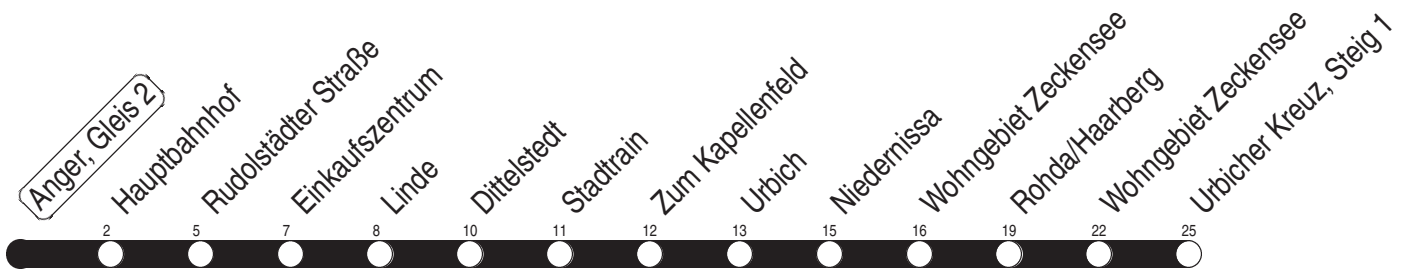 Anger, Gleis 2
Hauptbahnhof
Rudolstädter Straße
Einkaufszentrum
Linde
Dittelstedt
Stadtrain
Zum Kapellenfeld
Urbich
Niedernissa
Wohngebiet Zeckensee
Rohda/Haarberg
Wohngebiet Zeckensee
Urbicher Kreuz, Steig 1
2 5 7 8 10 11 12 13 15 16 19 22 25